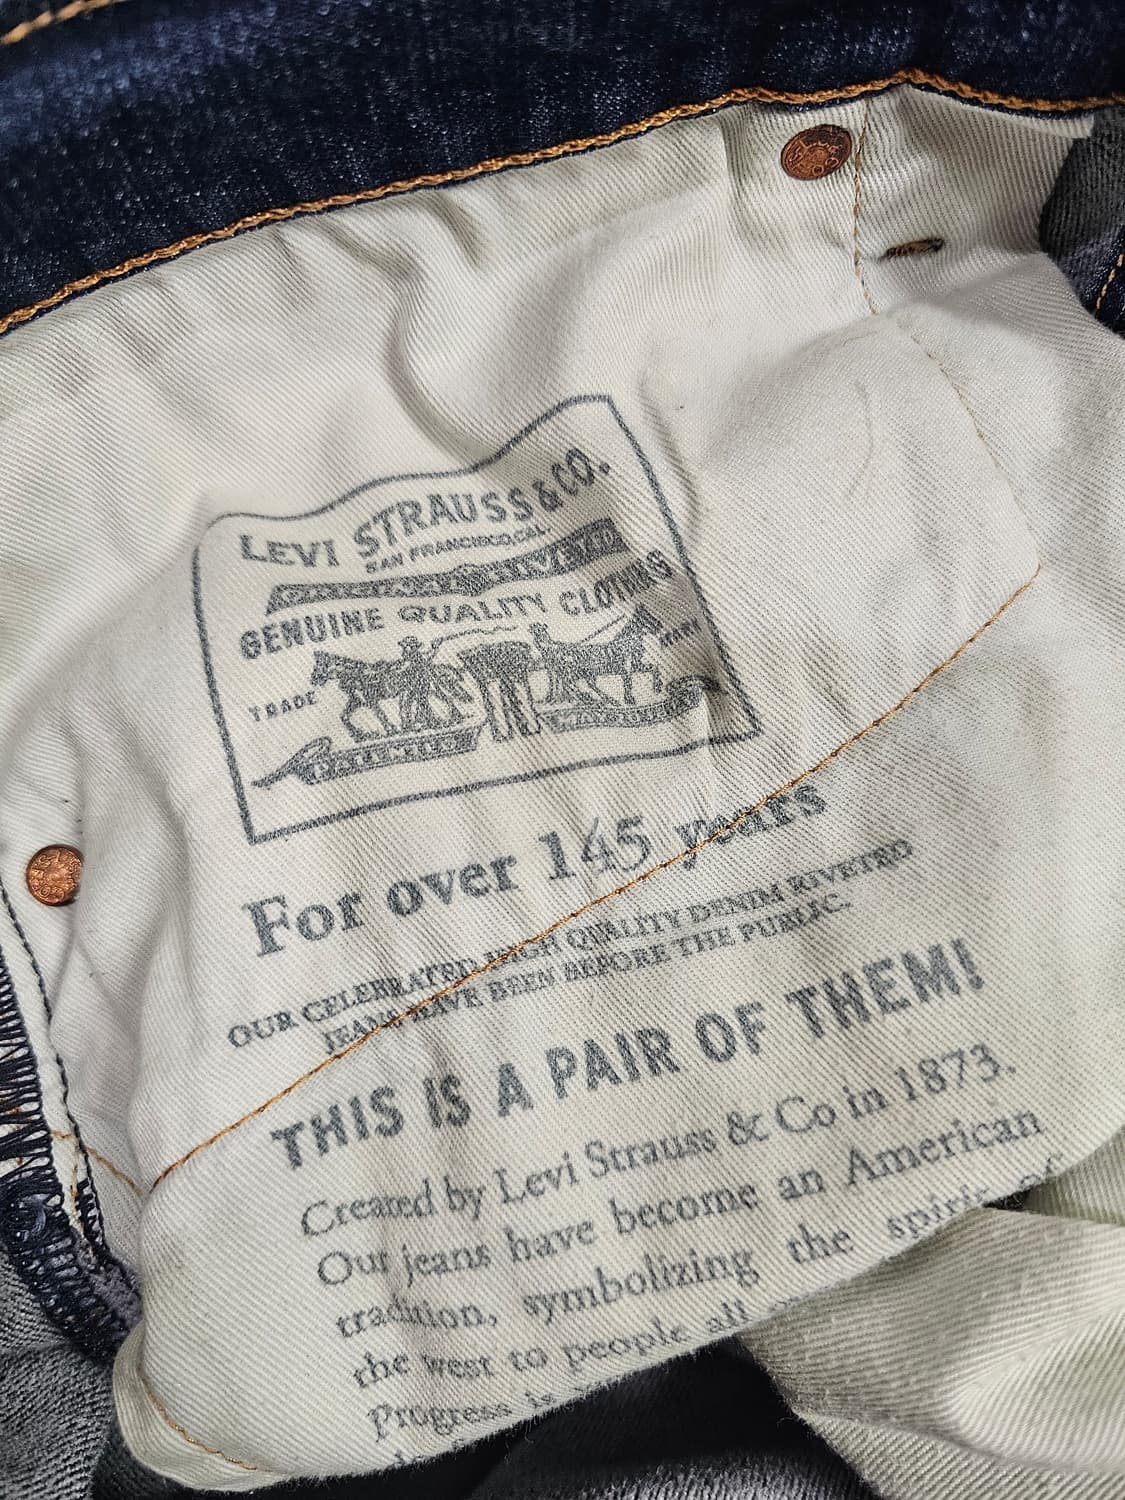 LEVI STRAUSS & CO.
SAN FRANCISCO, CAL.
GENUINE QUALITY CLOTHING
TRADE MARK
For over 145 years
OUR CELEBRATED HIGH QUALITY DENIM RIVETED
JEANS HAVE BEEN BEFORE THE PUBLIC.
THIS IS A PAIR OF THEM!
Created by Levi Strauss & Co in 1873.
Our jeans have become an American
tradition, symbolizing the spirit of
the west to people all
Progress is